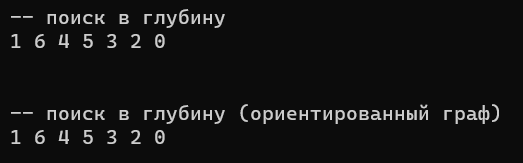 -- поиск в глубину
1 6 4 5 3 2 0
-- поиск в глубину (ориентированный граф)
1 6 4 5 3 2 0